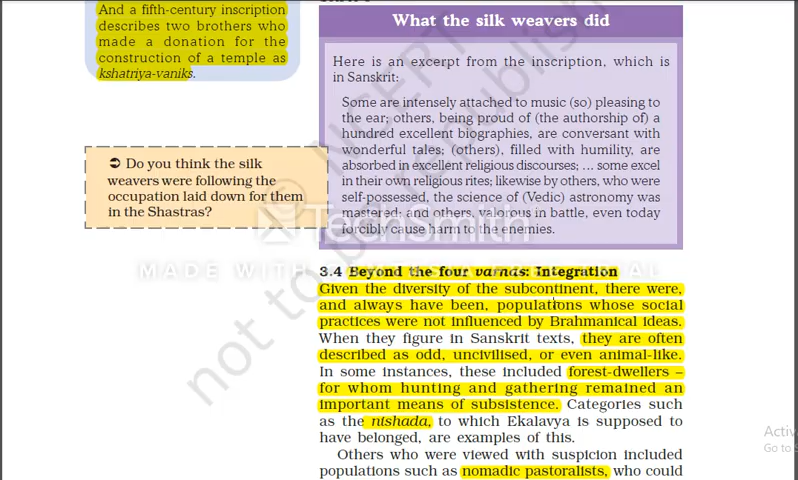 And a fifth-century inscription
describes two brothers who
made a donation for the
construction of a temple as
kshatriya-vaniks.
➲ Do you think the silk
weavers were following the
occupation laid down for them
in the Shastras?
What the silk weavers did
Here is an excerpt from the inscription, which is
in Sanskrit:
Some are intensely attached to music (so) pleasing to
the ear; others, being proud of (the authorship of) a
hundred excellent biographies, are conversant with
wonderful tales; (others), filled with humility, are
absorbed in excellent religious discourses; ... some excel
in their own religious rites; likewise by others, who were
self-possessed, the science of (Vedic) astronomy was
mastered; and others, valorous in battle, even today
forcibly cause harm to the enemies.
3.4 Beyond the four varnas: Integration
Given the diversity of the subcontinent, there were,
and always have been, populations whose social
practices were not influenced by Brahmanical ideas.
When they figure in Sanskrit texts, they are often
described as odd, uncivilised, or even animal-like.
In some instances, these included forest-dwellers –
for whom hunting and gathering remained an
important means of subsistence. Categories such
as the nishada, to which Ekalavya is supposed to
have belonged, are examples of this.
Others who were viewed with suspicion included
populations such as nomadic pastoralists, who could
TechSmith
MADE WITH
© NCERT
not to be republish
Activ
Go to S